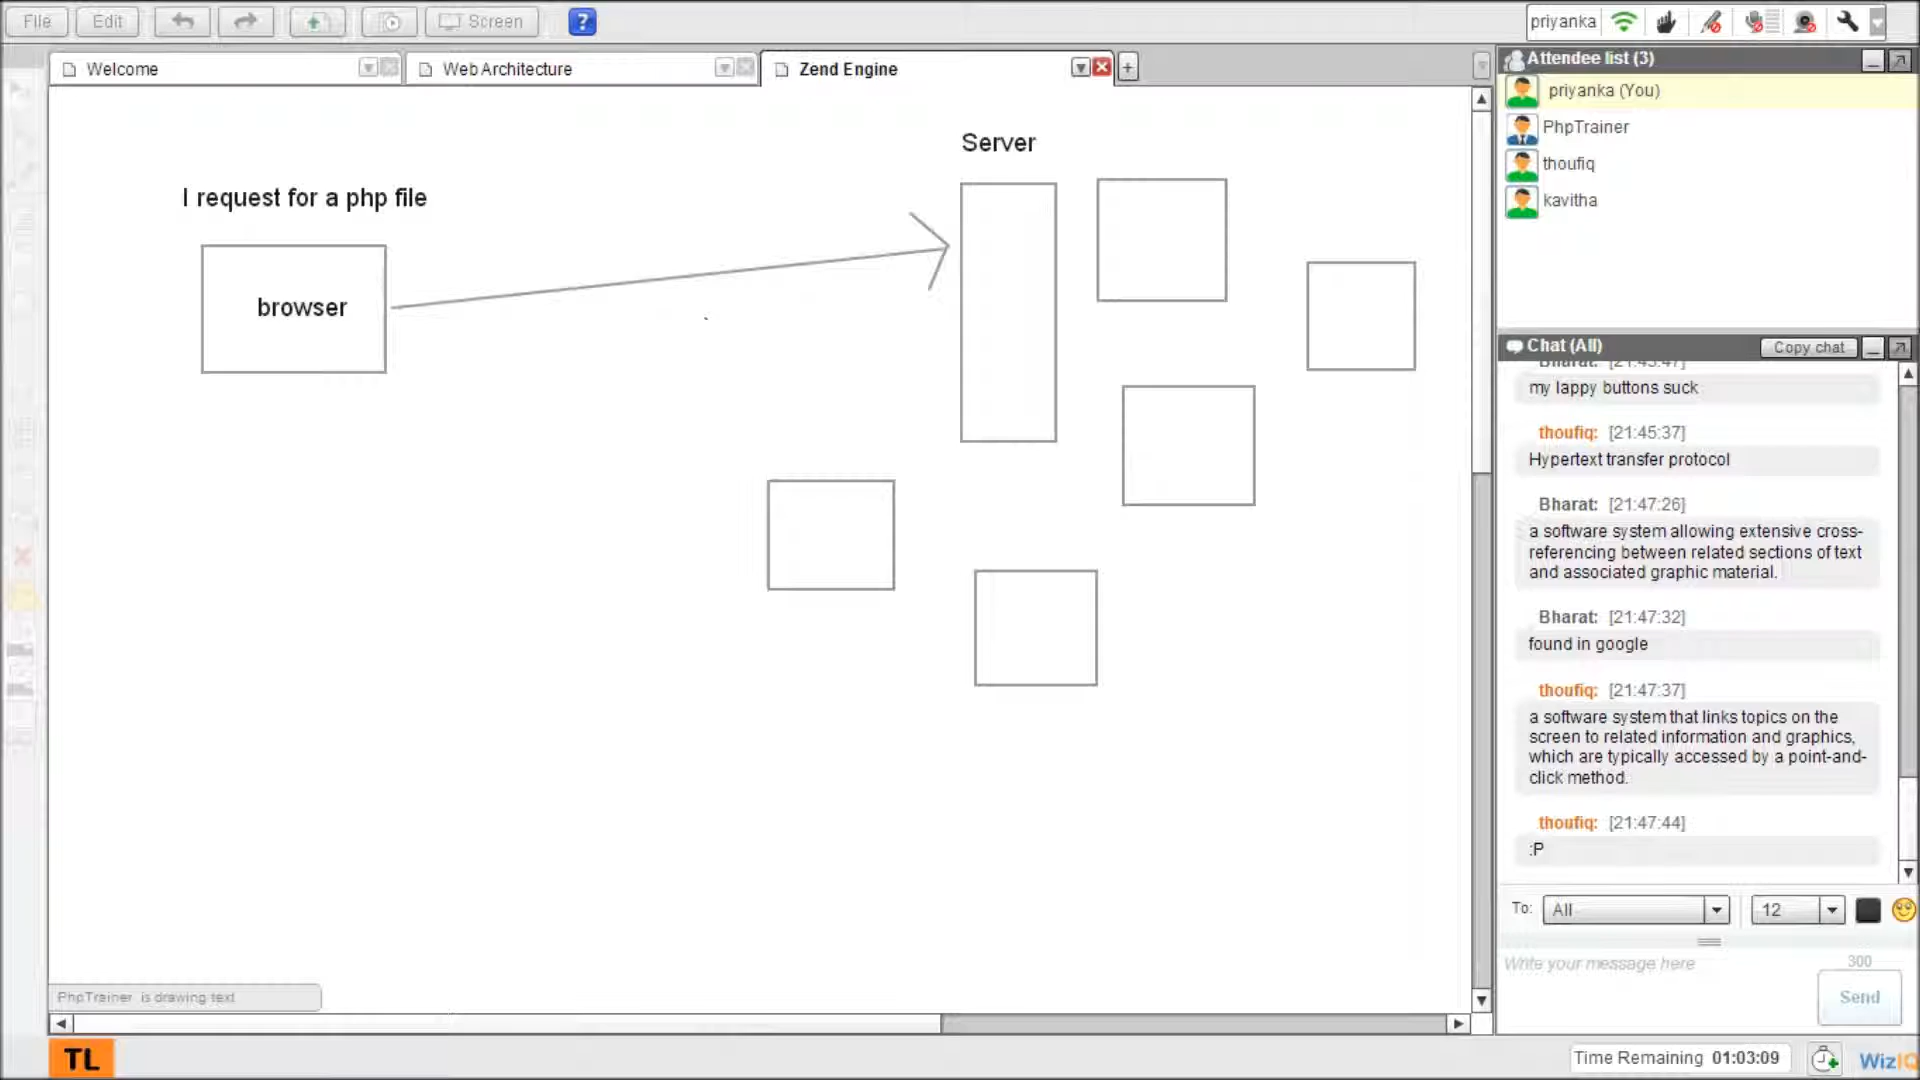 File
Edit
Screen
?
priyanka
Welcome
Web Architecture
Zend Engine
+
Attendee list (3)
priyanka (You)
PhpTrainer
thoufiq
kavitha
Server
I request for a php file
browser
Chat (All)
Copy chat
Bharat: [21:45:47]
my lappy buttons suck
thoufiq: [21:45:37]
Hypertext transfer protocol
Bharat: [21:47:26]
a software system allowing extensive cross-
referencing between related sections of text
and associated graphic material.
Bharat: [21:47:32]
found in google
thoufiq: [21:47:37]
a software system that links topics on the
screen to related information and graphics,
which are typically accessed by a point-and-
click method.
thoufiq: [21:47:44]
:P
To: All 12
Write your message here
300
Send
PhpTrainer is drawing text
TL
Time Remaining 01:03:09
WizIQ